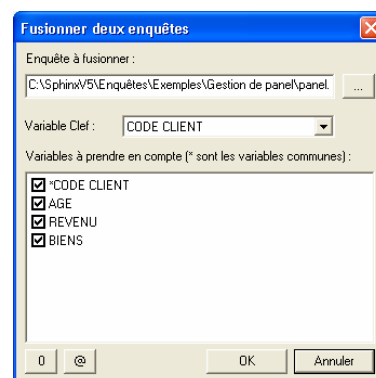 Fusionner deux enquêtes
Enquête à fusionner :
C:\SphinxV5\Enquêtes\Exemples\Gestion de panel\panel. ...
Variable Clef : CODE CLIENT
Variables à prendre en compte (* sont les variables communes) :
*CODE CLIENT
AGE
REVENU
BIENS
0 @ OK Annuler